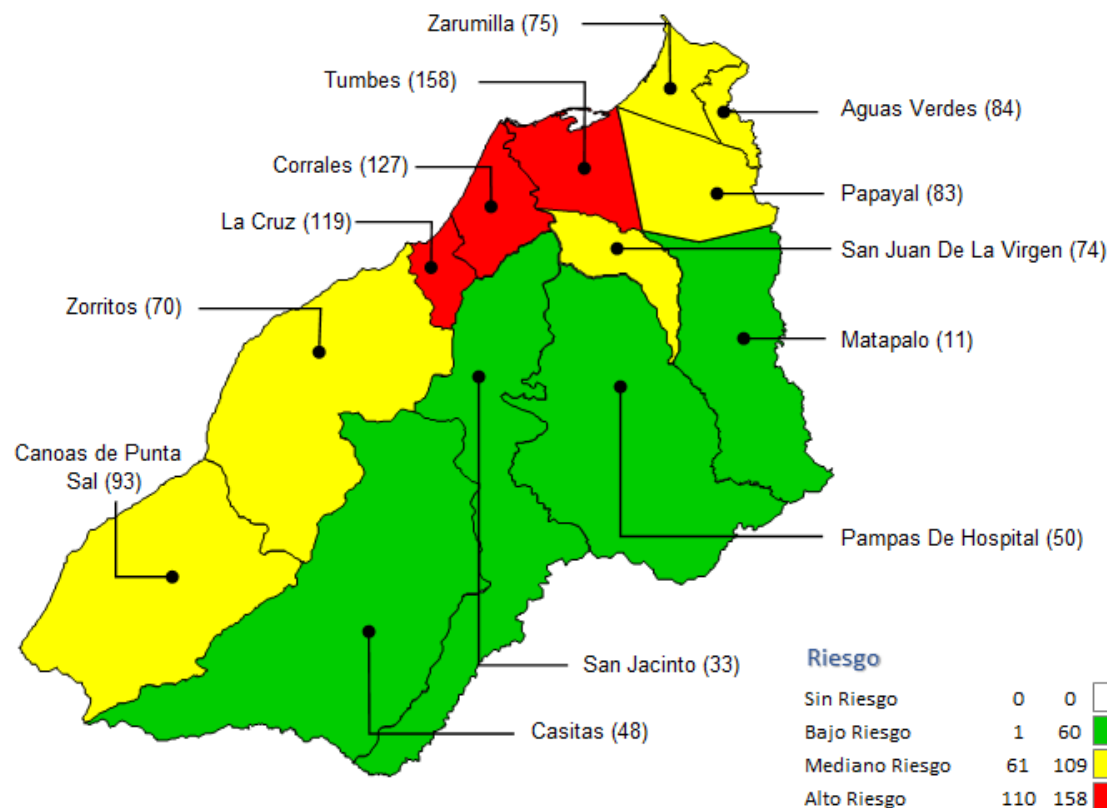 Zarumilla (75)
Tumbes (158)
Aguas Verdes (84)
Corrales (127)
Papayal (83)
La Cruz (119)
San Juan De La Virgen (74)
Zorritos (70)
Matapalo (11)
Canoas de Punta
Sal (93)
Pampas De Hospital (50)
San Jacinto (33)
Casitas (48)
Riesgo
Sin Riesgo 0 0
Bajo Riesgo 1 60
Mediano Riesgo 61 109
Alto Riesgo 110 158